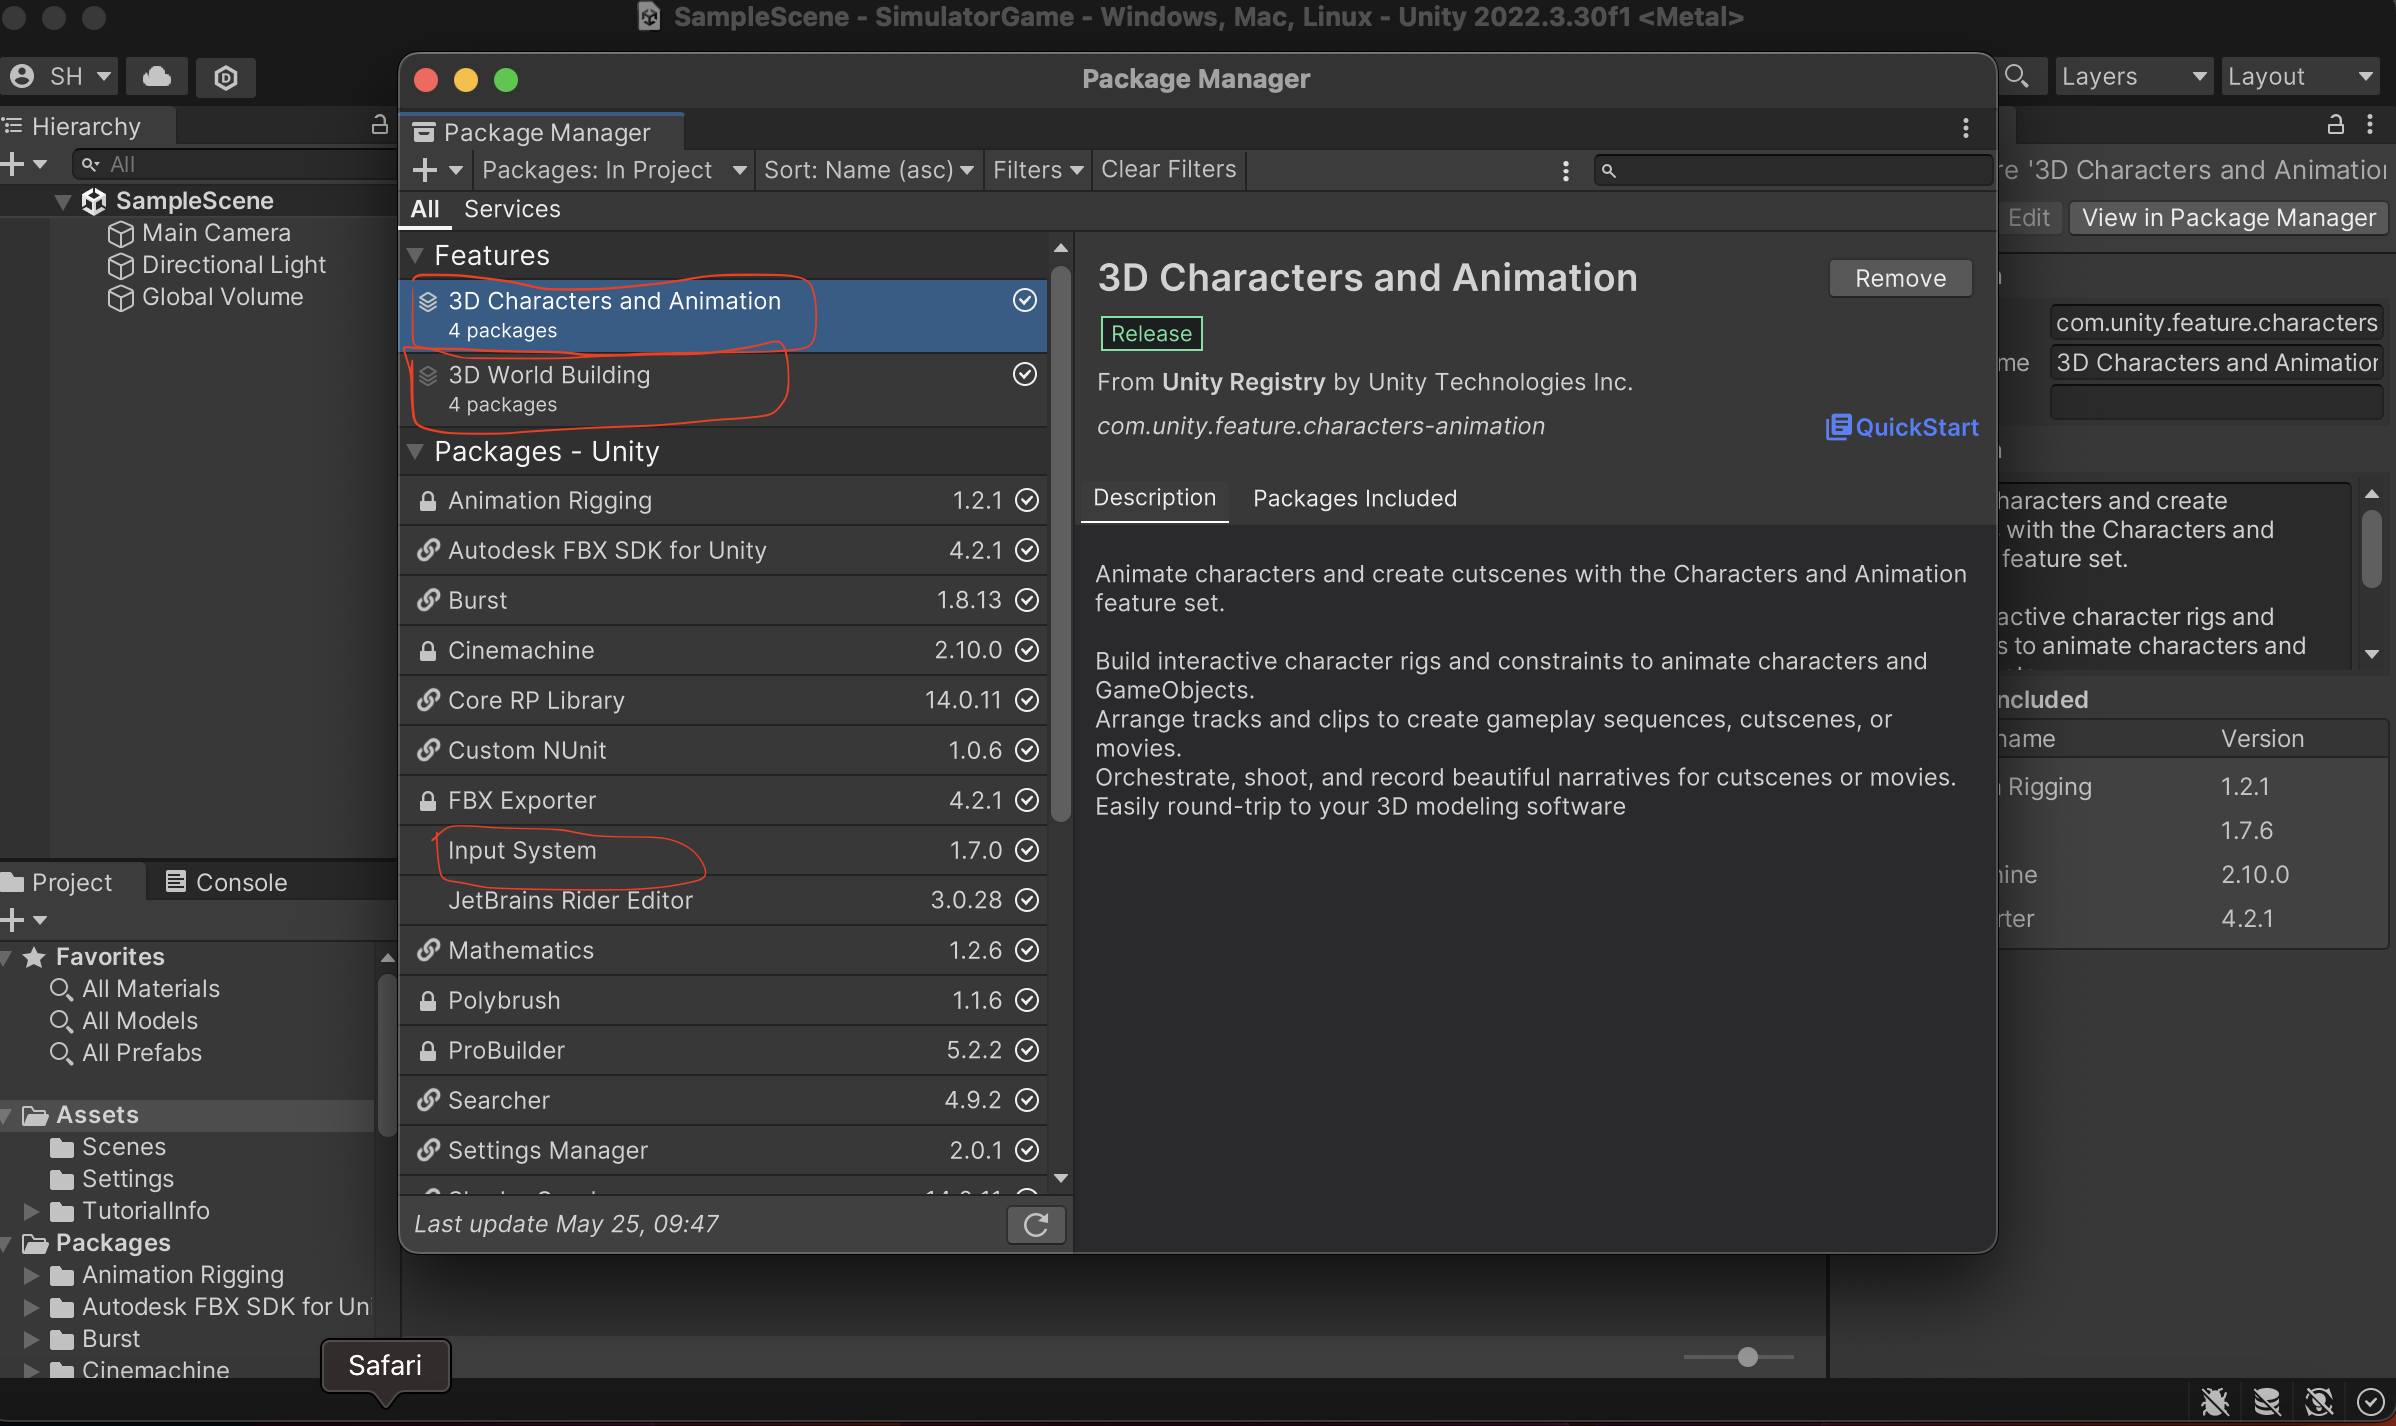 SampleScene - SimulatorGame - Windows, Mac, Linux - Unity 2022.3.30f1 <Metal>
SH
Layers
Layout
Package Manager
Hierarchy
All
SampleScene
Main Camera
Directional Light
Global Volume
Package Manager
Packages: In Project
Sort: Name (asc)
Filters
Clear Filters
All
Services
Features
3D Characters and Animation
4 packages
3D World Building
4 packages
Packages - Unity
Animation Rigging 1.2.1
Autodesk FBX SDK for Unity 4.2.1
Burst 1.8.13
Cinemachine 2.10.0
Core RP Library 14.0.11
Custom NUnit 1.0.6
FBX Exporter 4.2.1
Input System 1.7.0
JetBrains Rider Editor 3.0.28
Mathematics 1.2.6
Polybrush 1.1.6
ProBuilder 5.2.2
Searcher 4.9.2
Settings Manager 2.0.1
Last update May 25, 09:47
3D Characters and Animation
Remove
Release
From Unity Registry by Unity Technologies Inc.
com.unity.feature.characters-animation
QuickStart
Description
Packages Included
Animate characters and create cutscenes with the Characters and Animation
feature set.
Build interactive character rigs and constraints to animate characters and
GameObjects.
Arrange tracks and clips to create gameplay sequences, cutscenes, or
movies.
Orchestrate, shoot, and record beautiful narratives for cutscenes or movies.
Easily round-trip to your 3D modeling software
'3D Characters and Animation
Edit
View in Package Manager
com.unity.feature.characters
3D Characters and Animation
haracters and create
with the Characters and
feature set.
active character rigs and
s to animate characters and
ncluded
name Version
Rigging 1.2.1
1.7.6
ine 2.10.0
rter 4.2.1
Project
Console
Favorites
All Materials
All Models
All Prefabs
Assets
Scenes
Settings
TutorialInfo
Packages
Animation Rigging
Autodesk FBX SDK for Uni
Burst
Cinemachine
Safari